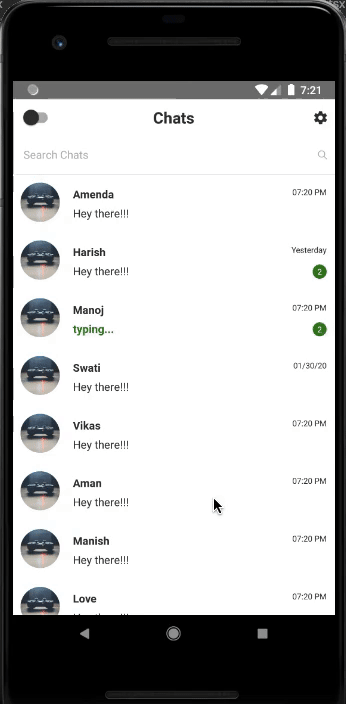 7:21
Chats
Search Chats
Amenda 07:20 PM
Hey there!!!
Harish Yesterday
Hey there!!! 2
Manoj 07:20 PM
typing... 2
Swati 01/30/20
Hey there!!!
Vikas 07:20 PM
Hey there!!!
Aman 07:20 PM
Hey there!!!
Manish 07:20 PM
Hey there!!!
Love 07:20 PM